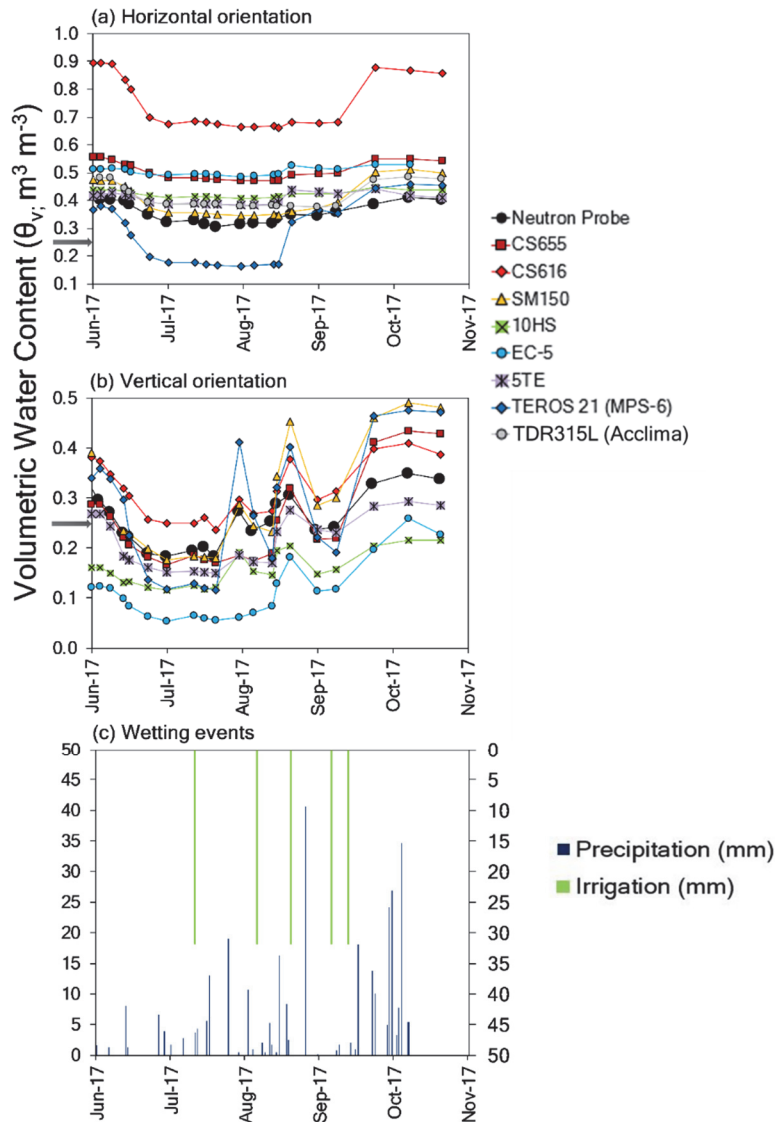 (a) Horizontal orientation
1.0
0.9
0.8
0.7
0.6
0.5
0.4
0.3
0.2
0.1
Jun-17
Jul-17
Aug-17
Sep-17
Oct-17
Nov-17
Volumetric Water Content (θv, m³ m⁻³)
Neutron Probe
CS655
CS616
SM150
10HS
EC-5
5TE
TEROS 21 (MPS-6)
TDR315L (Acclima)
(b) Vertical orientation
0.5
0.4
0.3
0.2
0.1
0.0
Jun-17
Jul-17
Aug-17
Sep-17
Oct-17
Nov-17
(c) Wetting events
50
45
40
35
30
25
20
15
10
5
0
0
5
10
15
20
25
30
35
40
45
50
Jun-17
Jul-17
Aug-17
Sep-17
Oct-17
Nov-17
Precipitation (mm)
Irrigation (mm)